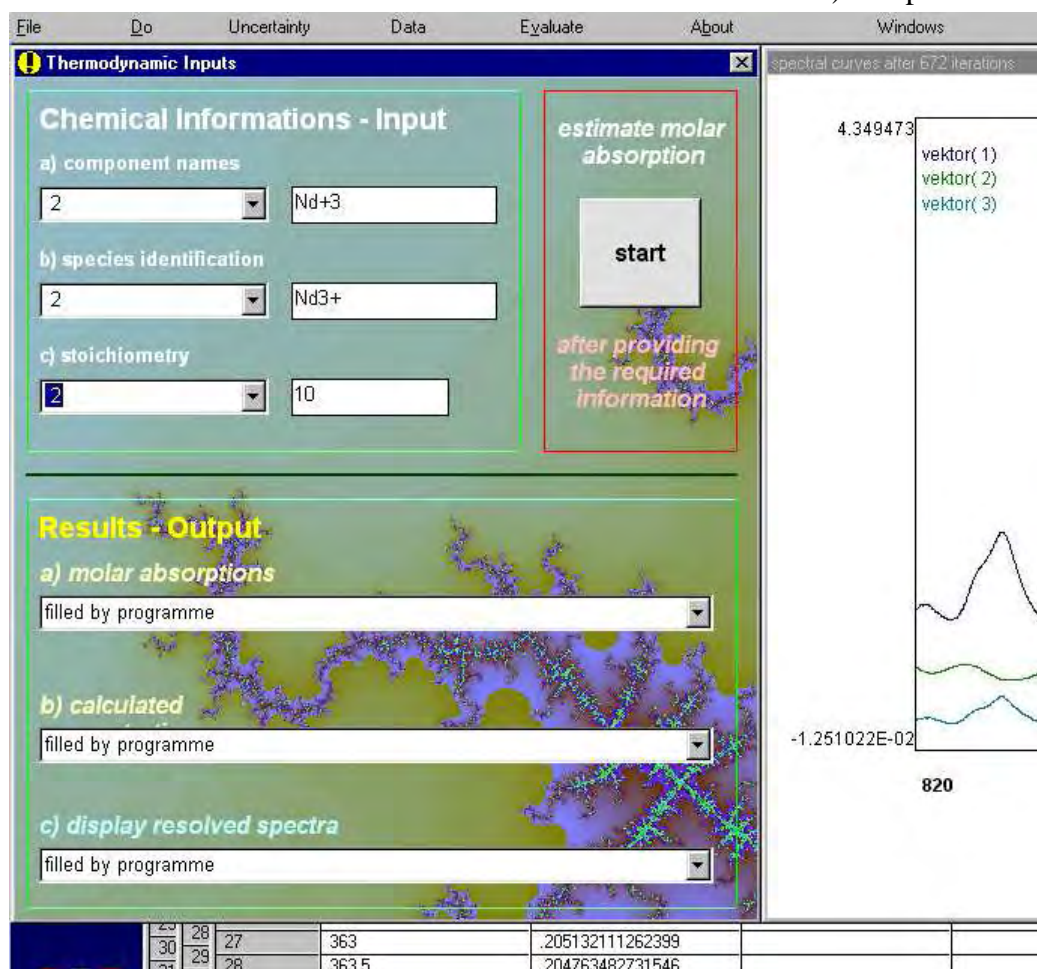 File Do Uncertainty Data Evaluate About Windows
Thermodynamic Inputs
spectral curves after 672 iterations
Chemical Informations - Input
a) component names
2 Nd+3
b) species identification
2 Nd3+
c) stoichiometry
2 10
estimate molar
absorption
start
after providing
the required
information
Results - Output
a) molar absorptions
filled by programme
b) calculated
filled by programme
c) display resolved spectra
filled by programme
4.349473
vektor( 1)
vektor( 2)
vektor( 3)
-1.251022E-02
820
30 28 27 363 .205132111262399
29 28 363.5 .204763482731546